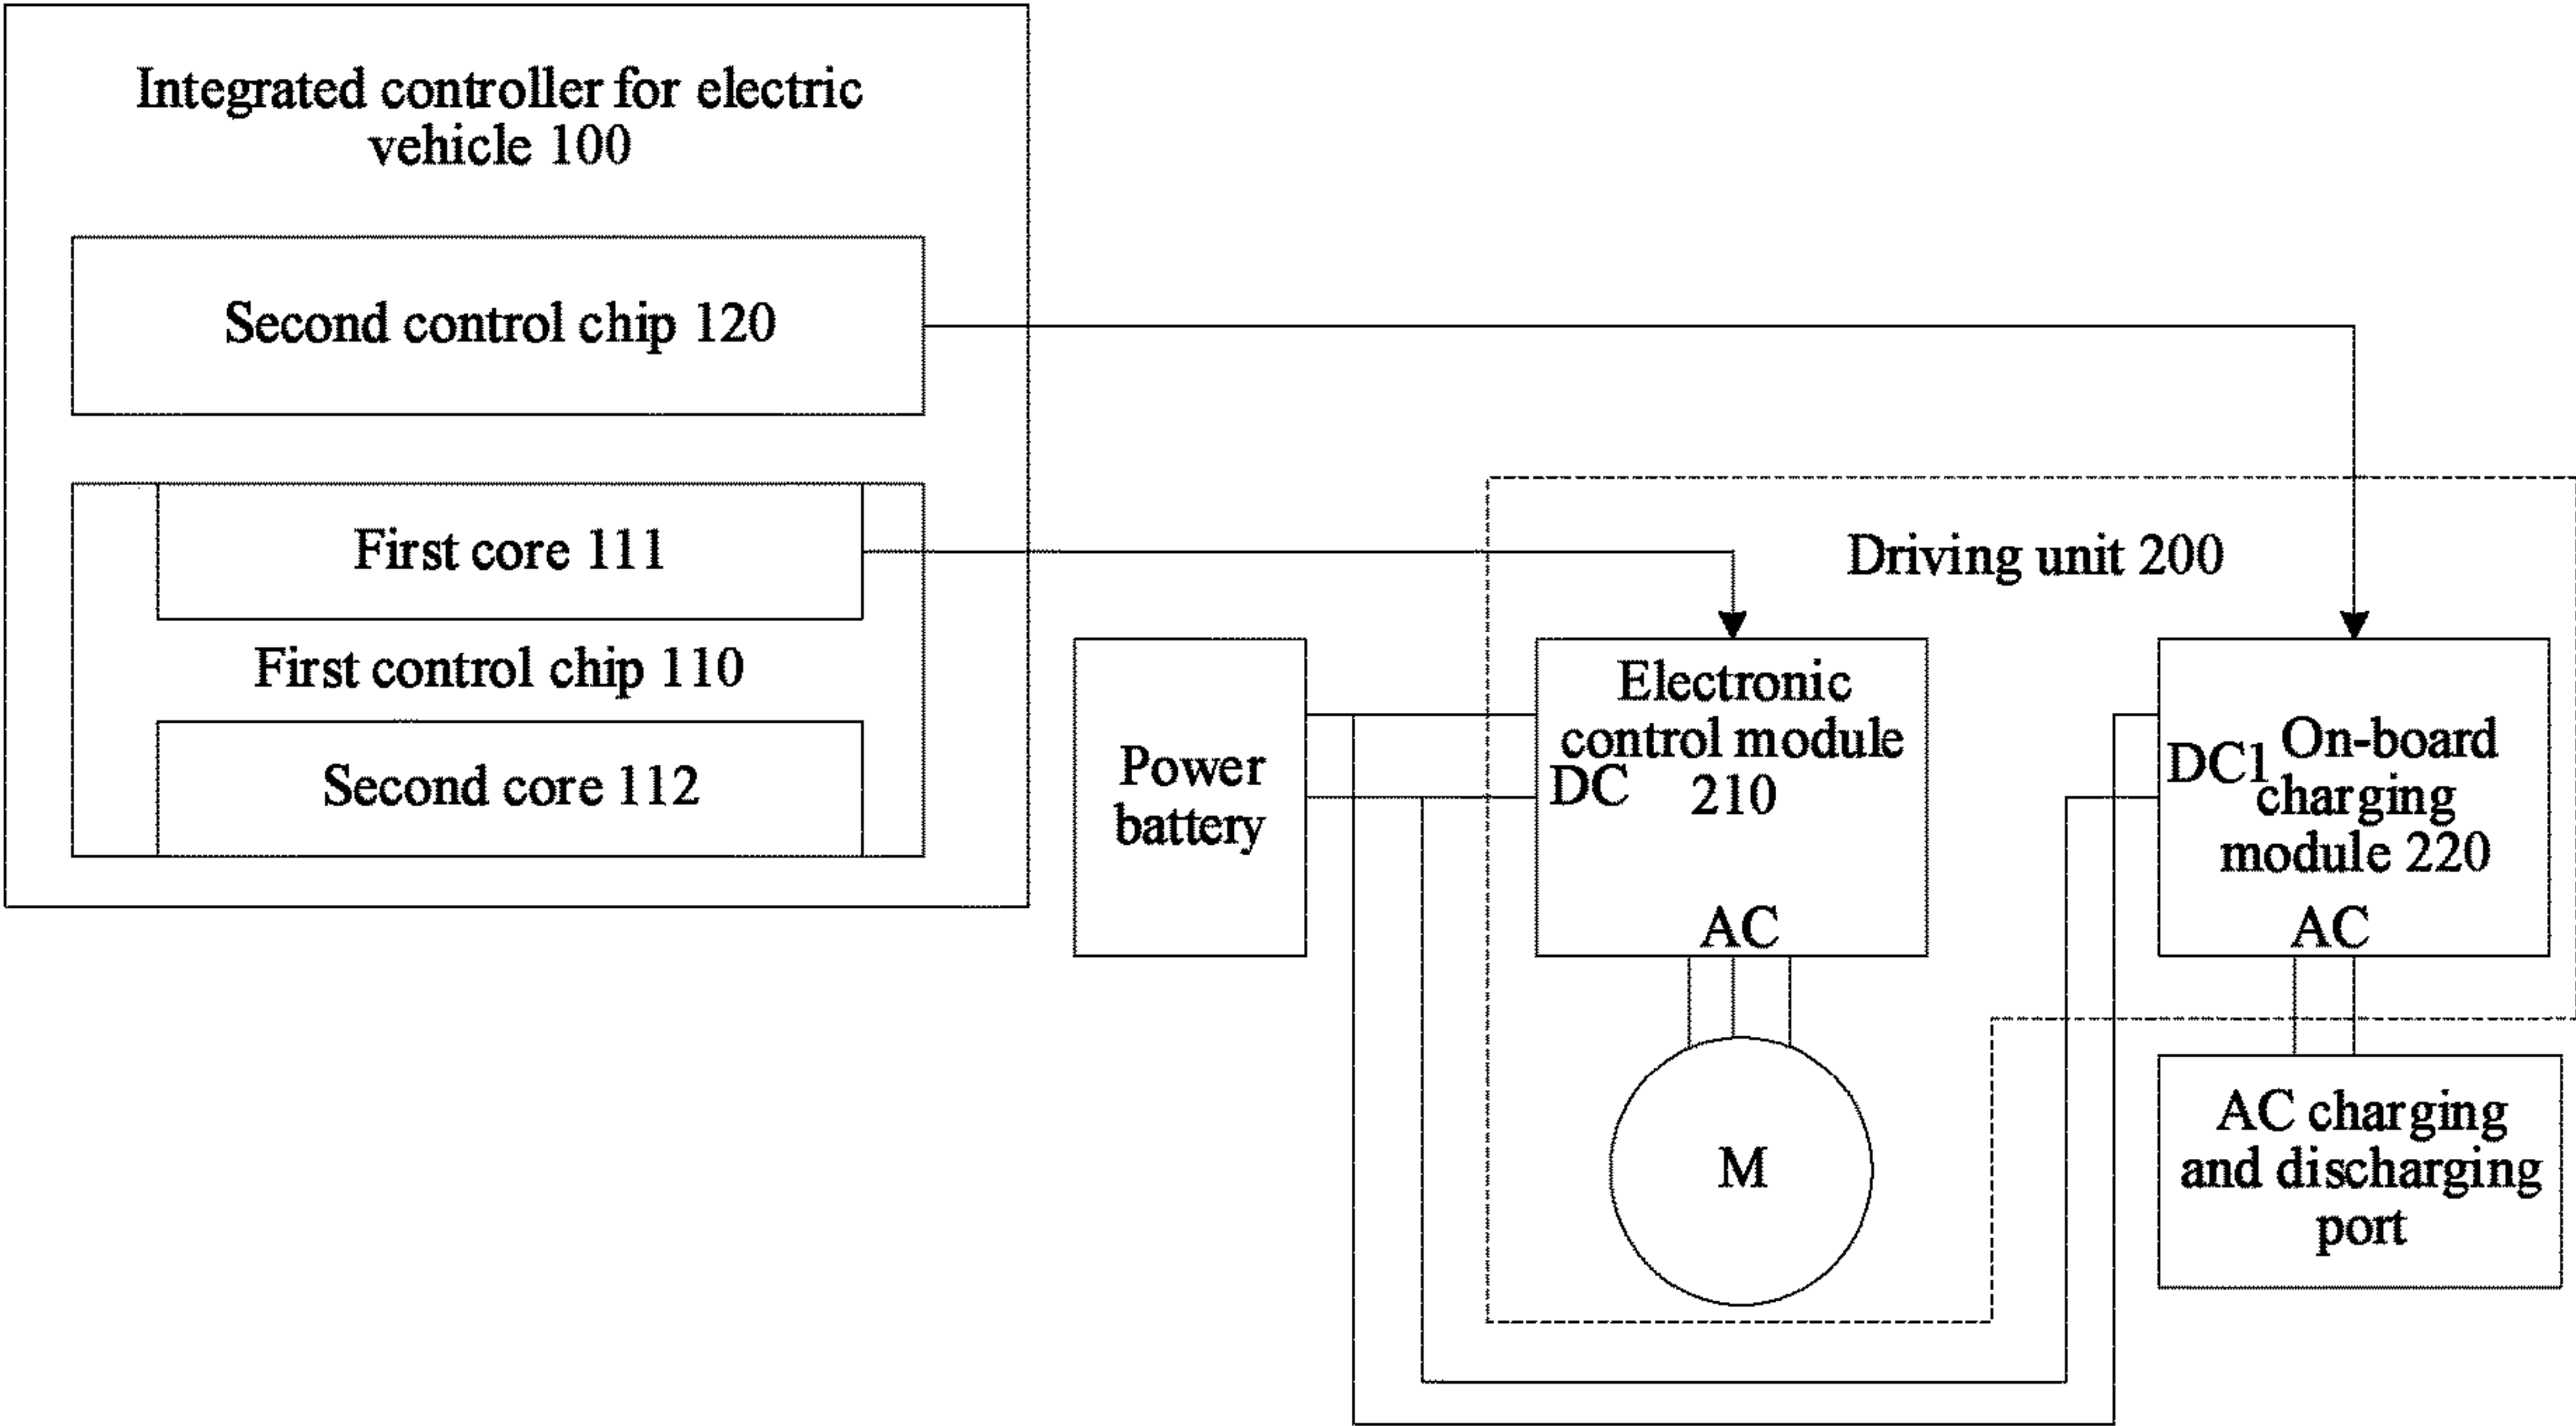 Integrated controller for electric
vehicle 100
Second control chip 120
First core 111
First control chip 110
Second core 112
Driving unit 200
Power
battery
Electronic
control module
210
DC
AC
M
On-board
DC1
charging
module 220
AC
AC charging
and discharging
port